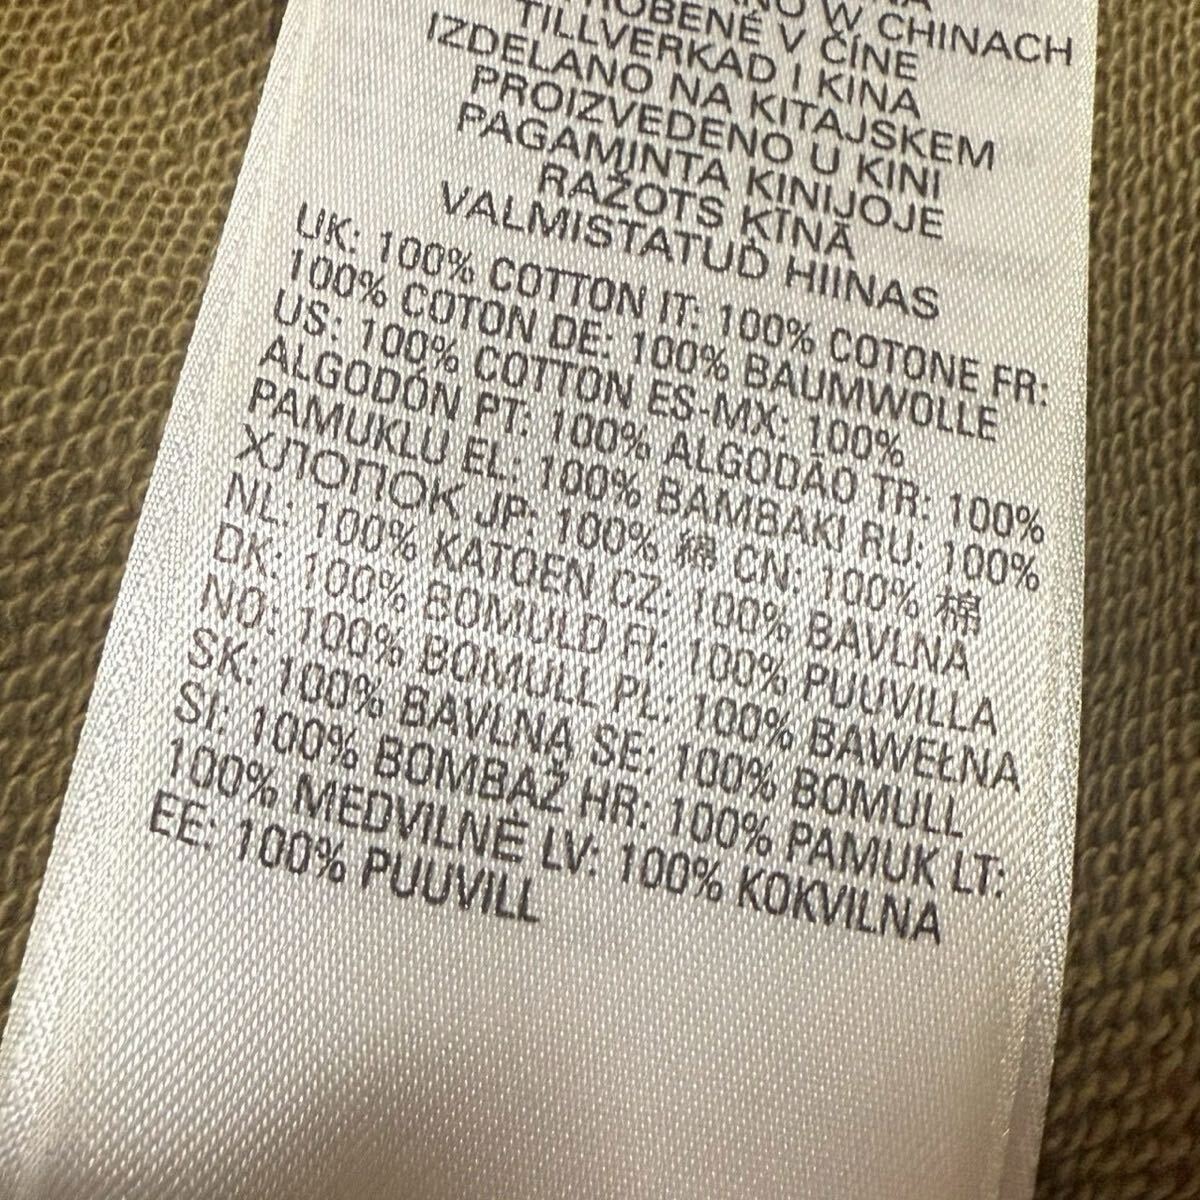 W CHINACH
V ČÍNE
TILLVERKAD I KINA
IZDELANO NA KITAJSKEM
PROIZVEDENO U KINI
PAGAMINTA KINIJOJE
RAŽOTS ĶĪNĀ
VALMISTATUD HIINAS
UK: 100% COTTON IT: 100% COTONE FR:
100% COTON DE: 100% BAUMWOLLE
US: 100% COTTON ES-MX: 100%
ALGODÓN PT: 100% ALGODÃO TR: 100%
PAMUKLU EL: 100% BAMBAKI RU: 100%
ХЛОПОК JP: 100% 綿 CN: 100% 棉
NL: 100% KATOEN CZ: 100% BAVLNA
DK: 100% BOMULD FI: 100% PUUVILLA
NO: 100% BOMULL PL: 100% BAWEŁNA
SK: 100% BAVLNA SE: 100% BOMULL
SI: 100% BOMBAŽ HR: 100% PAMUK LT:
100% MEDVILNĖ LV: 100% KOKVILNA
EE: 100% PUUVILL